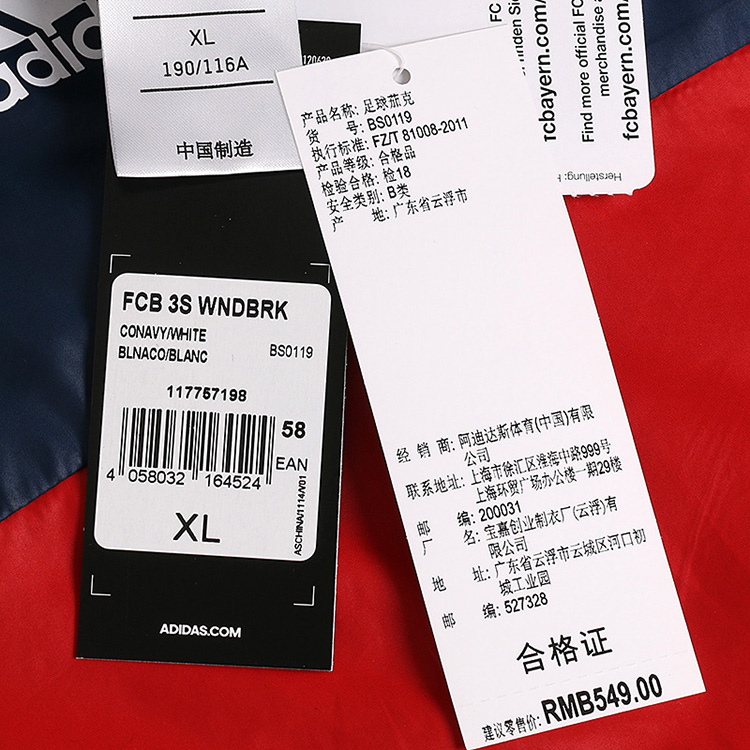 adidas
XL
190/116A
中国制造
120639
FC
fcbayern.com/
Find more official FC
merchandise a
fcbayern.com
Herstellung:
产品名称: 足球茄克
货 号: BS0119
执行标准: FZ/T 81008-2011
产品等级: 合格品
检验合格: 检18
安全类别: B类
产 地: 广东省云浮市
FCB 3S WNDBRK
CONAVY/WHITE
BLNACO/BLANC BS0119
117757198
58
EAN
4 058032 164524
XL
ASCHINA/1114/V01
ADIDAS.COM
经 销 商: 阿迪达斯体育(中国)有限
公司
联系地址: 上海市徐汇区淮海中路999号
上海环贸广场办公楼一期29楼
邮 编: 200031
厂 名: 宝嘉创业制衣厂(云浮)有
限公司
地 址: 广东省云浮市云城区河口初
城工业园
邮 编: 527328
合格证
建议零售价: RMB549.00